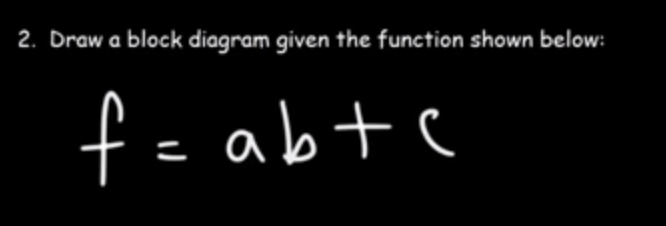 2. Draw a block diagram given the function shown below:
f = ab + c